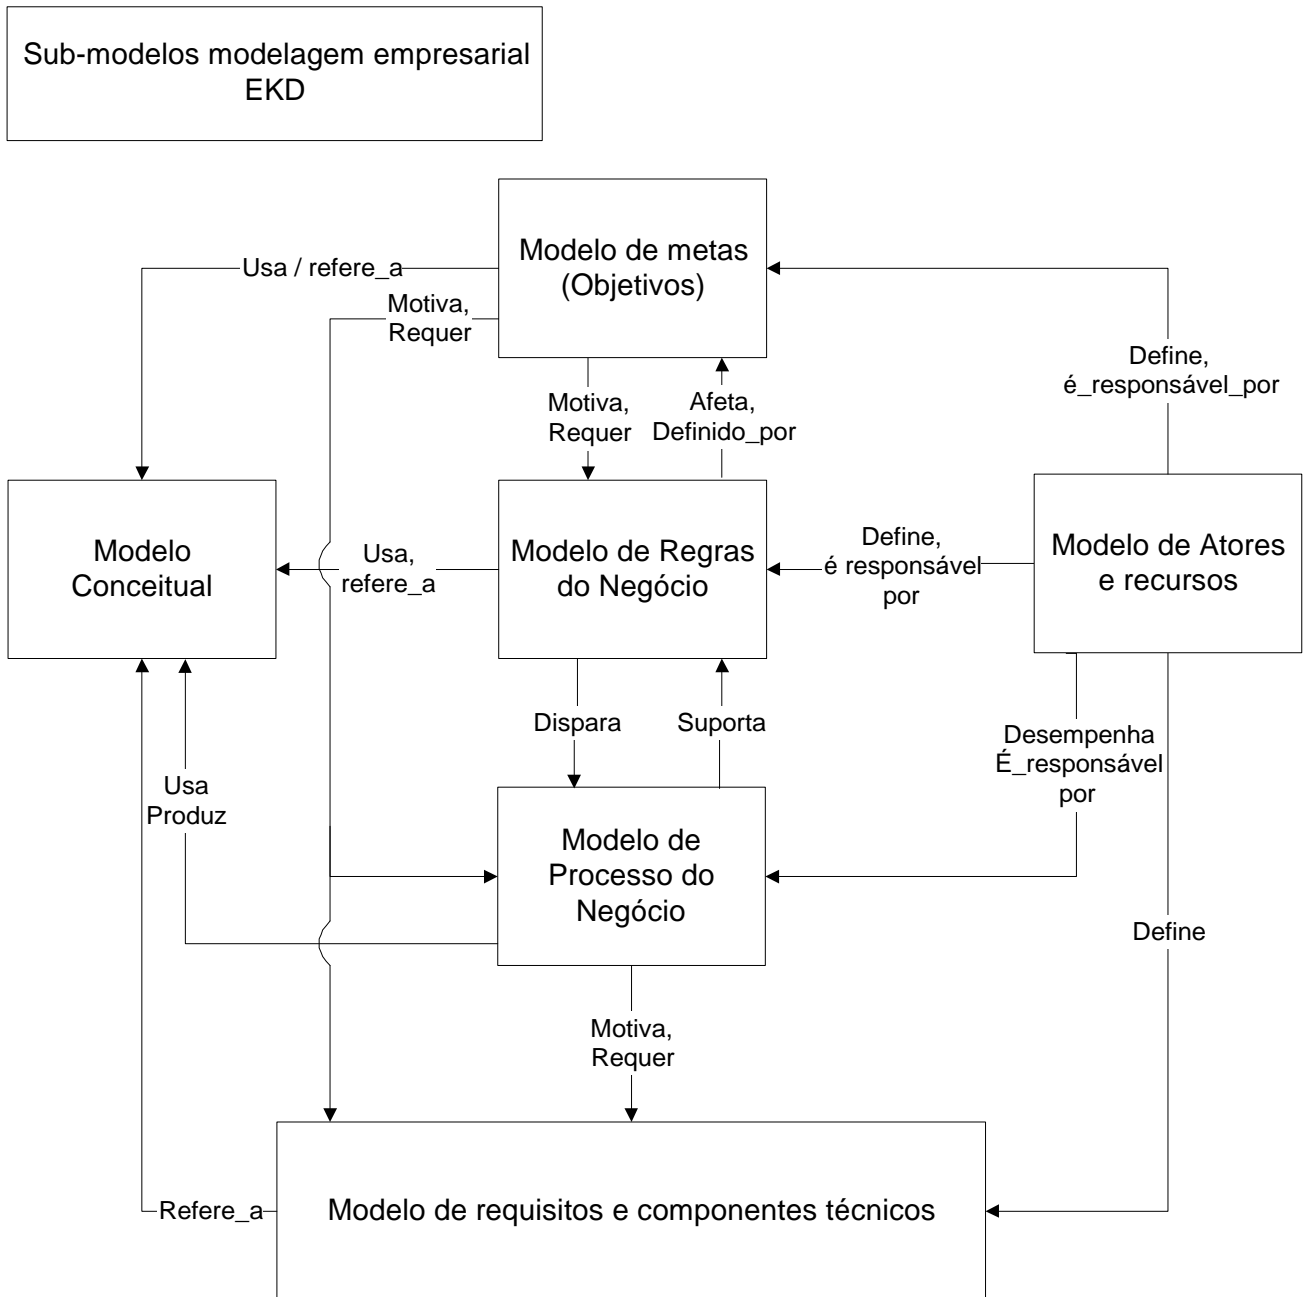 Sub-modelos modelagem empresarial
EKD
Modelo de metas
(Objetivos)
Usa / refere_a
Motiva,
Requer
Define,
é_responsável_por
Motiva,
Requer
Afeta,
Definido_por
Modelo
Conceitual
Usa,
refere_a
Modelo de Regras
do Negócio
Define,
é responsável
por
Modelo de Atores
e recursos
Dispara
Suporta
Desempenha
É_responsável
por
Usa
Produz
Modelo de
Processo do
Negócio
Define
Motiva,
Requer
Refere_a
Modelo de requisitos e componentes técnicos